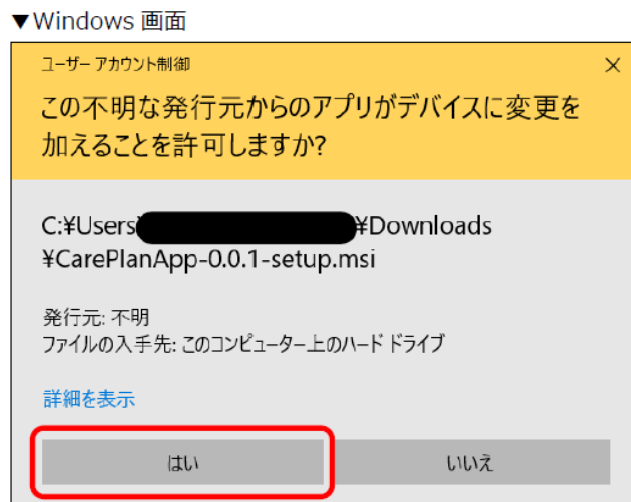 ▼Windows 画面
ユーザー アカウント制御
この不明な発行元からのアプリがデバイスに変更を
加えることを許可しますか?
C:¥Users¥Downloads
¥CarePlanApp-0.0.1-setup.msi
発行元: 不明
ファイルの入手先: このコンピューター上のハード ドライブ
詳細を表示
はい
いいえ